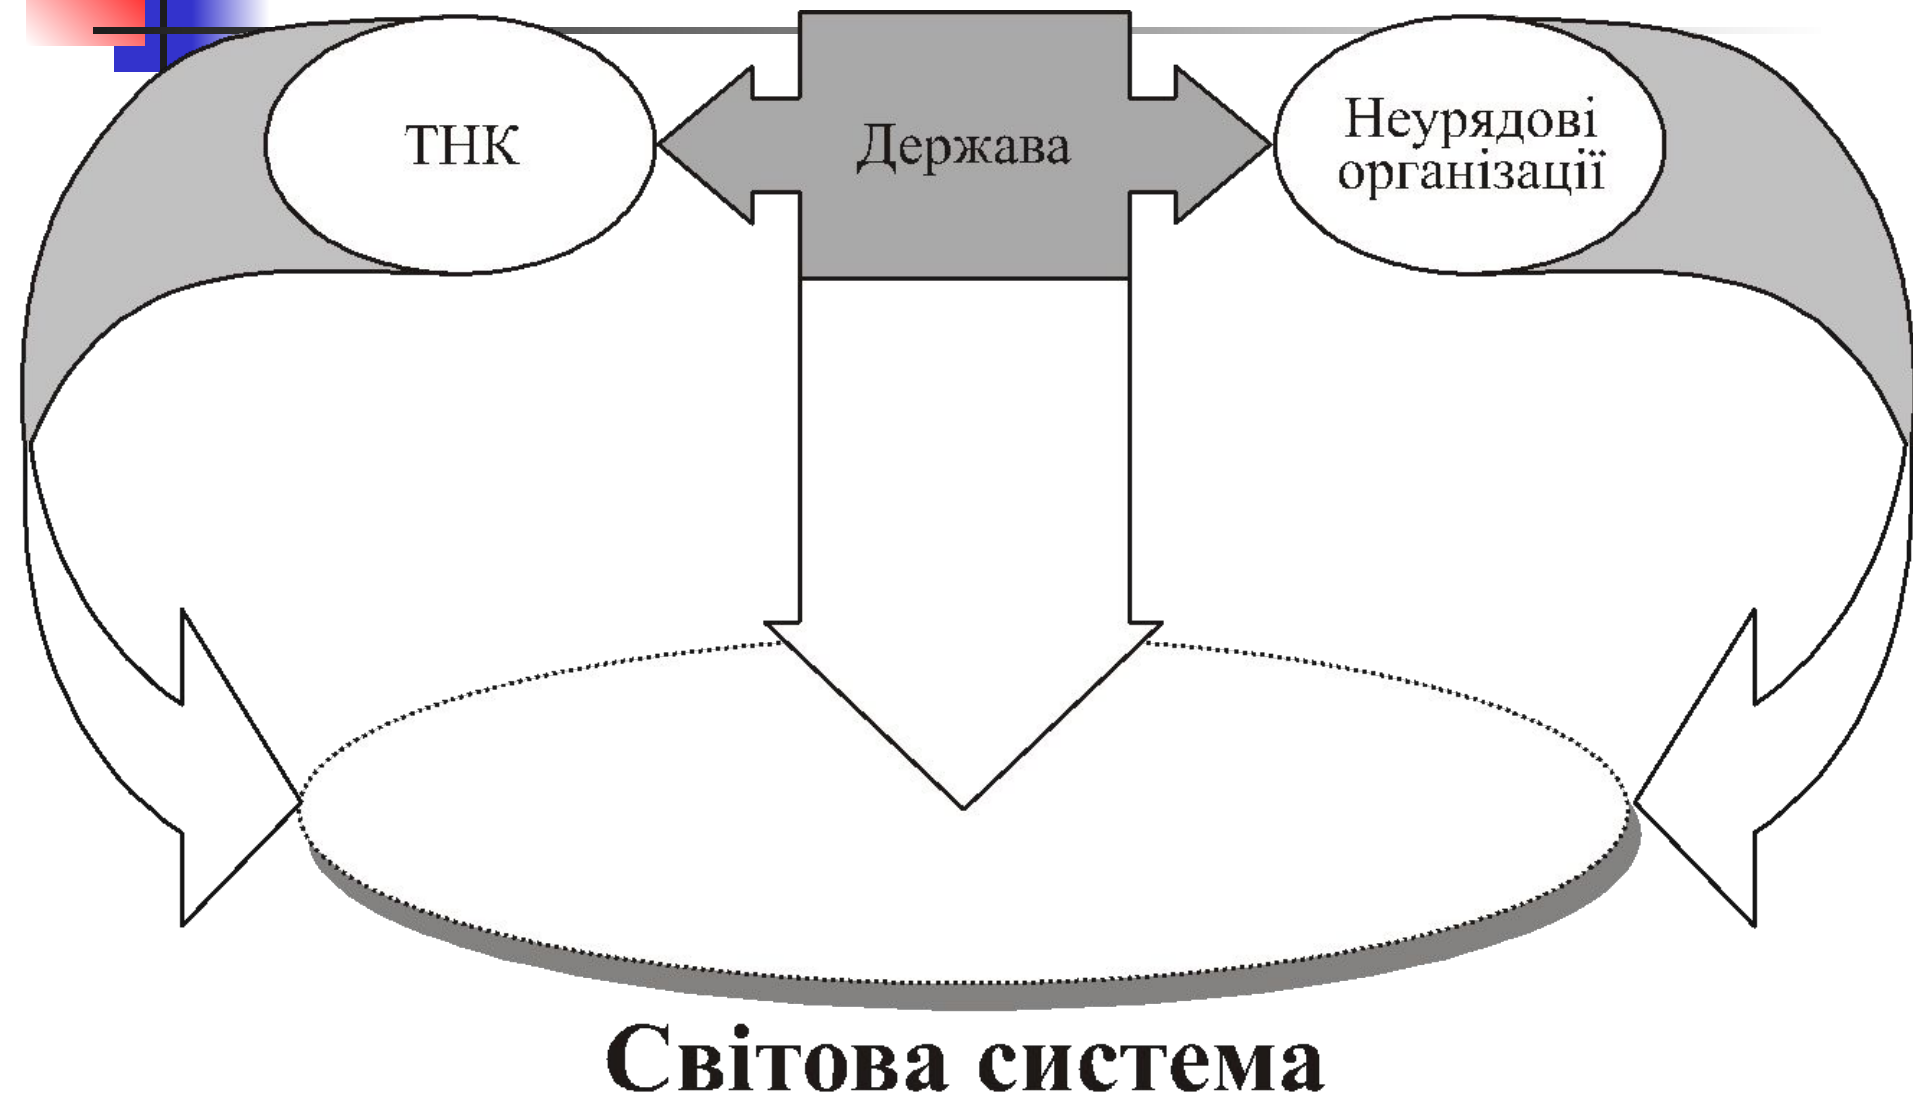 ТНК
Держава
Неурядові
організації
Світова система